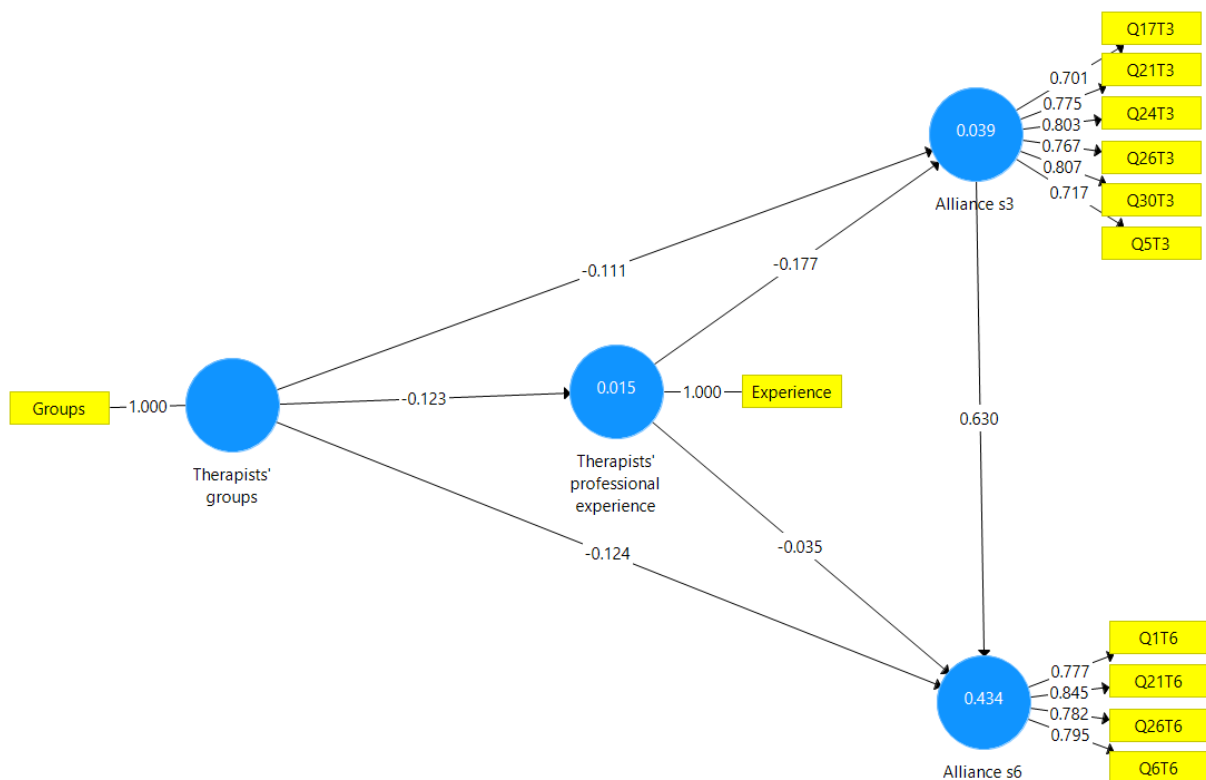 Q17T3
0.701
Q21T3
0.775
Q24T3
0.803
0.039
Q26T3
0.767
0.807
Q30T3
0.717
Alliance s3
Q5T3
-0.111
-0.177
0.015
1.000
Experience
Groups
1.000
-0.123
0.630
Therapists'
groups
Therapists'
professional
experience
-0.124
-0.035
Q1T6
0.777
Q21T6
0.845
0.434
0.782
Q26T6
0.795
Alliance s6
Q6T6